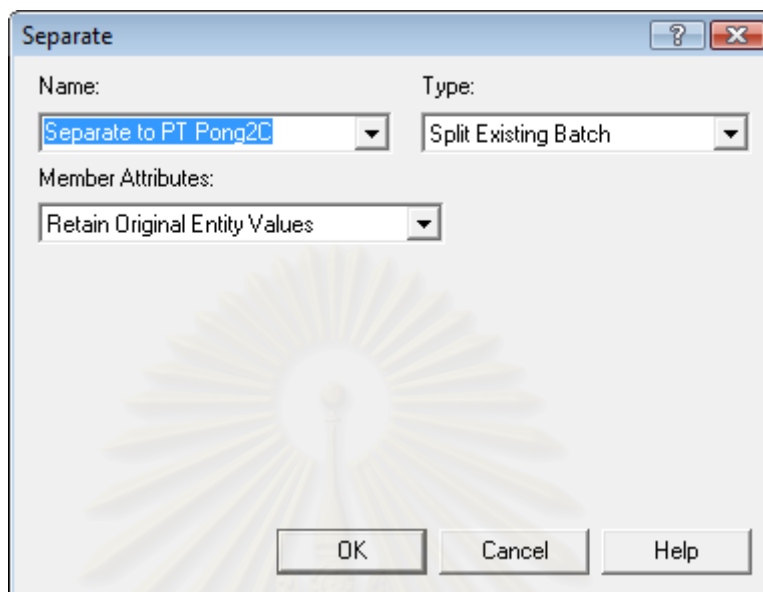 Separate
Name:
Type:
Separate to PT Pong2C
Split Existing Batch
Member Attributes:
Retain Original Entity Values
OK
Cancel
Help